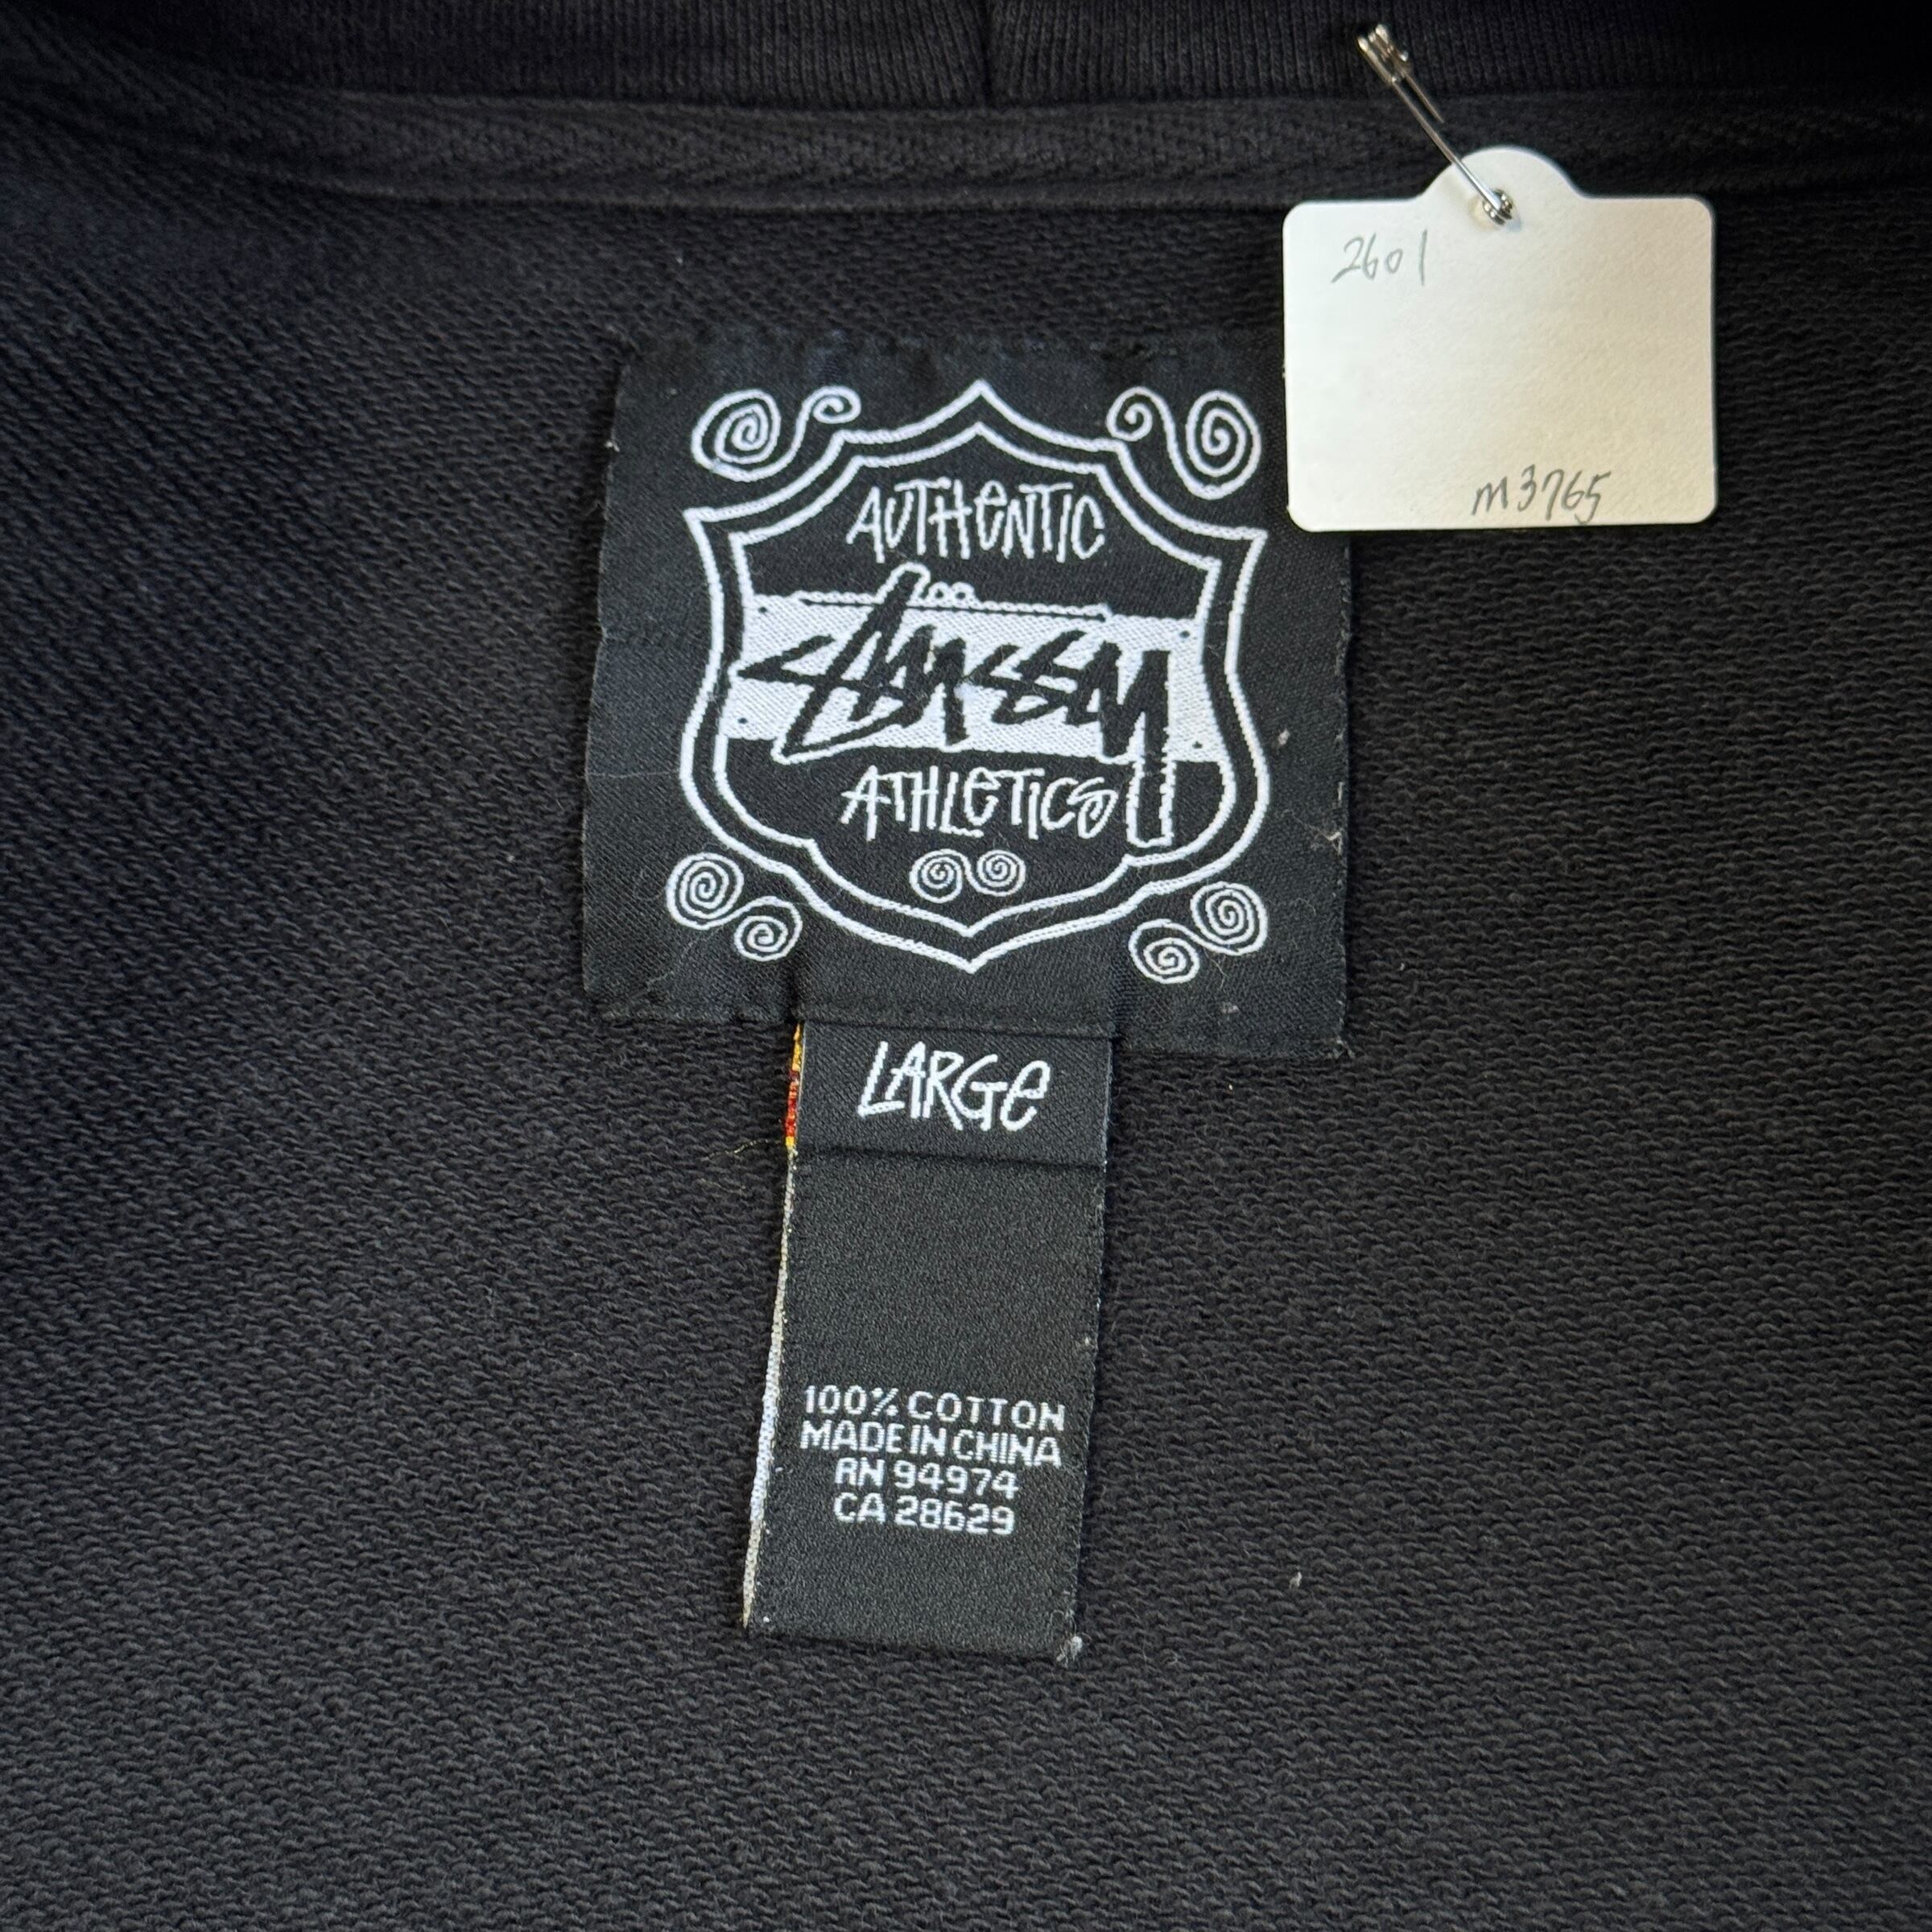 2601
m3765
AUTHENTIC
Stussy
ATHLETICS
LARGE
100% COTTON
MADE IN CHINA
RN 94974
CA 28629